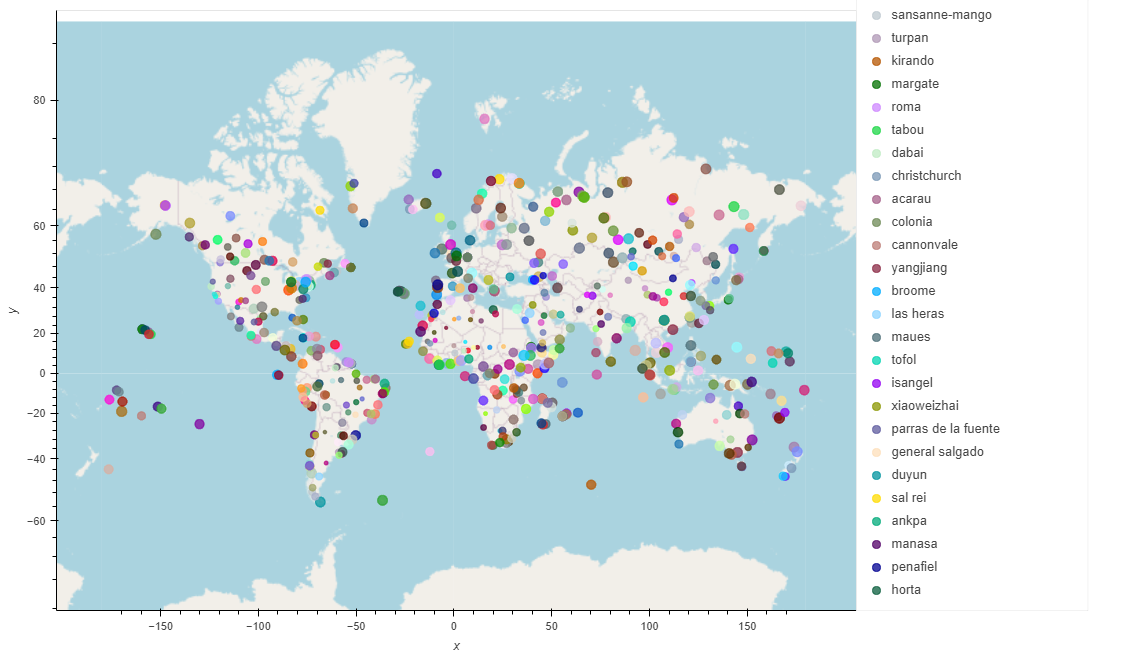 80
60
40
20
0
−20
−40
−60
y
−150
−100
−50
0
50
100
150
x
sansanne-mango
turpan
kirando
margate
roma
tabou
dabai
christchurch
acarau
colonia
cannonvale
yangjiang
broome
las heras
maues
tofol
isangel
xiaoweizhai
parras de la fuente
general salgado
duyun
sal rei
ankpa
manasa
penafiel
horta